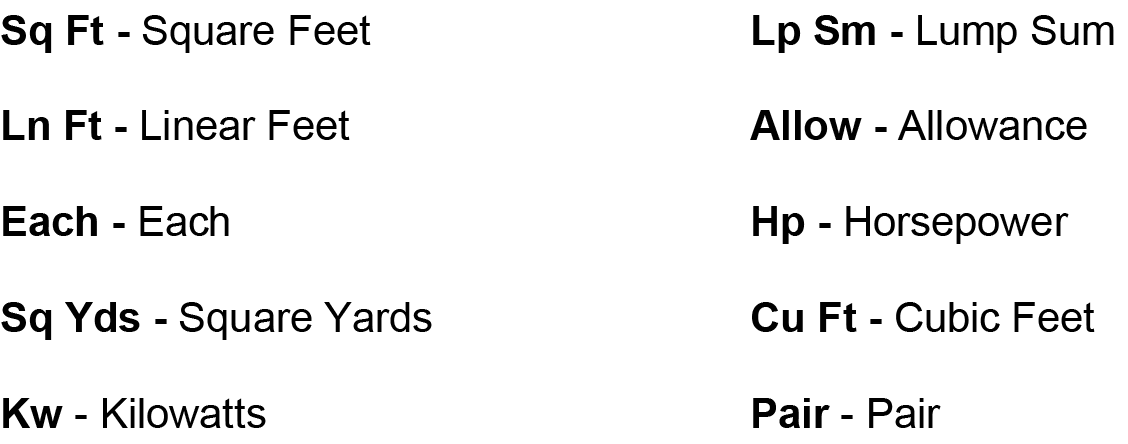 Sq Ft - Square Feet
Ln Ft - Linear Feet
Each - Each
Sq Yds - Square Yards
Kw - Kilowatts
Lp Sm - Lump Sum
Allow - Allowance
Hp - Horsepower
Cu Ft - Cubic Feet
Pair - Pair